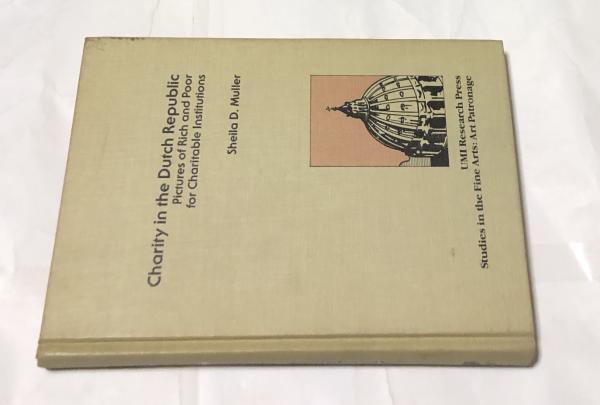 Charity in the Dutch Republic
Pictures of Rich and Poor
for Charitable Institutions
Sheila D. Muller
UMI Research Press
Studies in the Fine Arts: Art Patronage